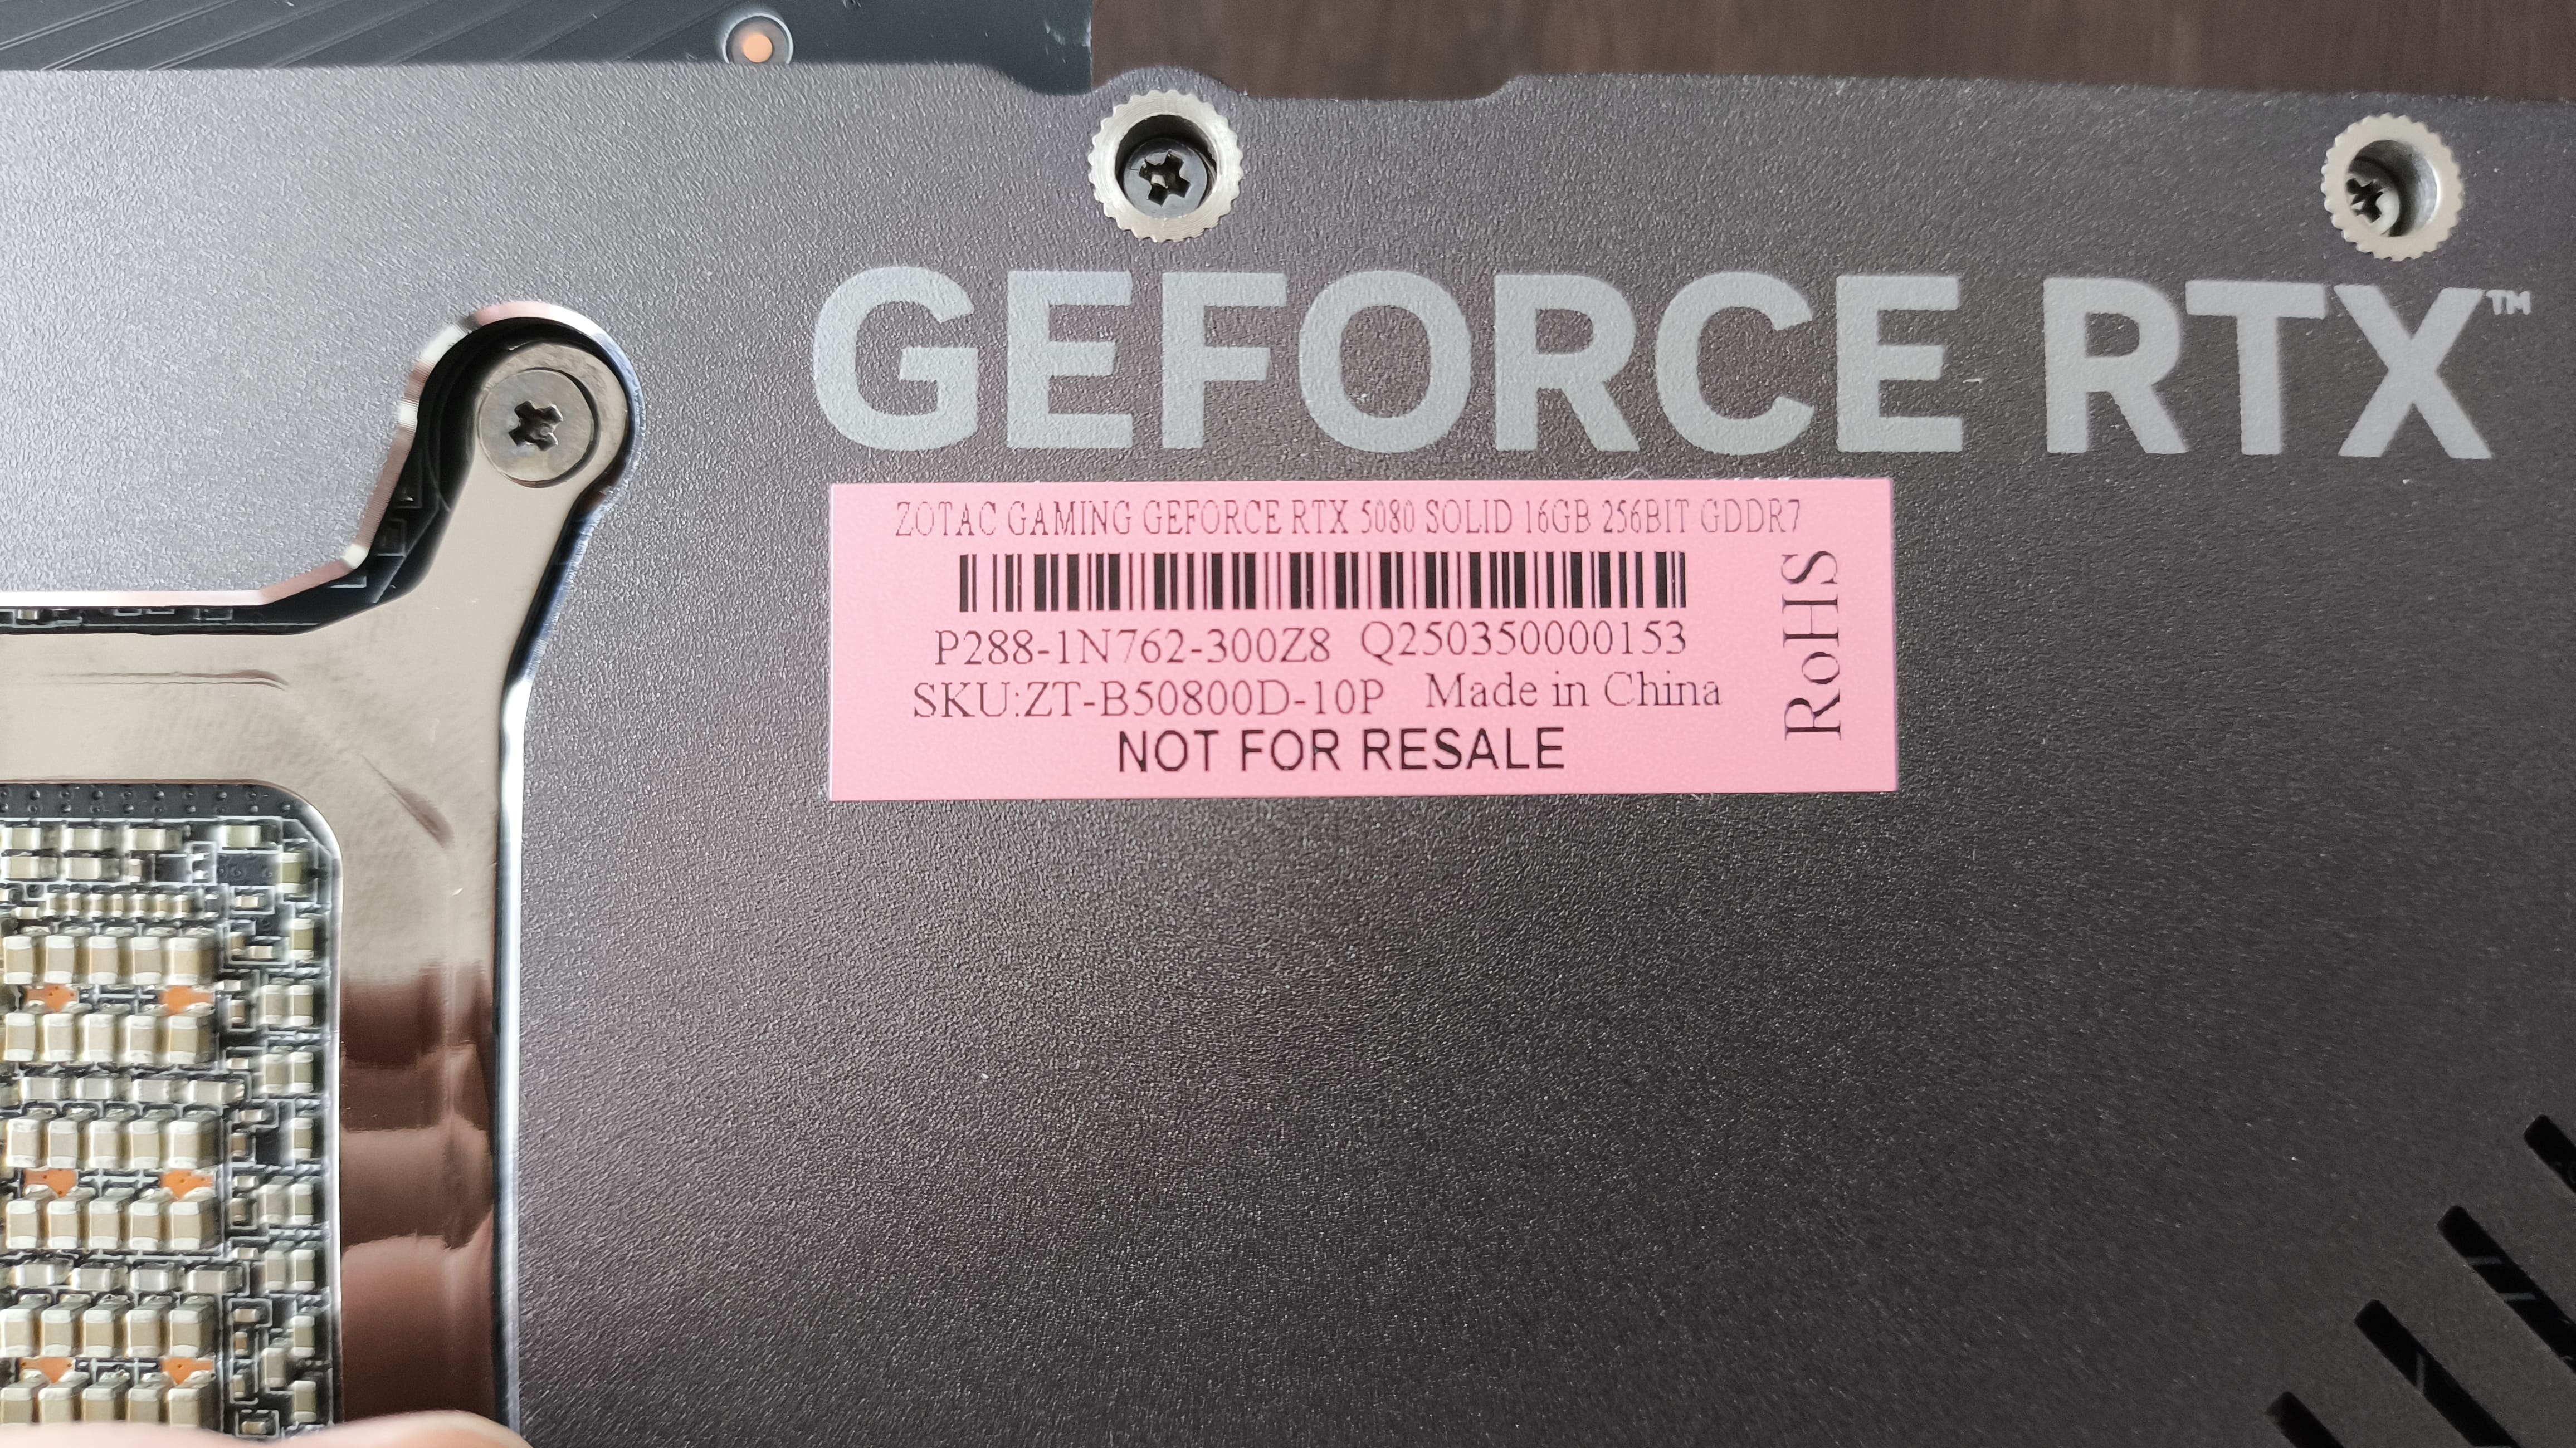 GEFORCE RTX™
ZOTAC GAMING GEFORCE RTX 5080 SOLID 16GB 256BIT GDDR7
P288-1N762-300Z8 Q250350000153
SKU:ZT-B50800D-10P Made in China
NOT FOR RESALE
RoHS